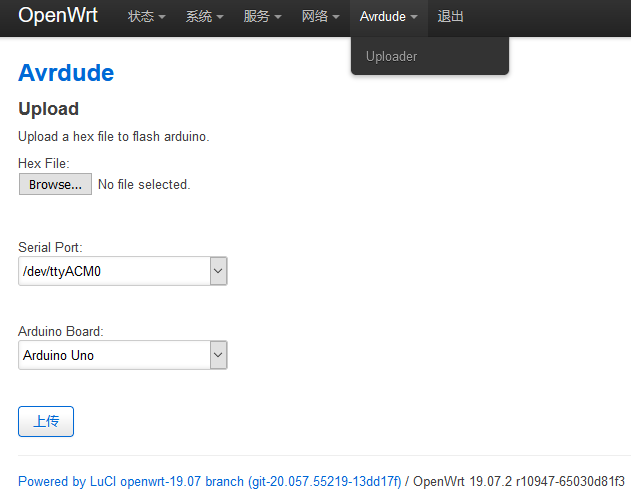 OpenWrt 状态 系统 服务 网络 Avrdude 退出
Uploader
Avrdude
Upload
Upload a hex file to flash arduino.
Hex File:
Browse... No file selected.
Serial Port:
/dev/ttyACM0
Arduino Board:
Arduino Uno
上传
Powered by LuCI openwrt-19.07 branch (git-20.057.55219-13dd17f) / OpenWrt 19.07.2 r10947-65030d81f3